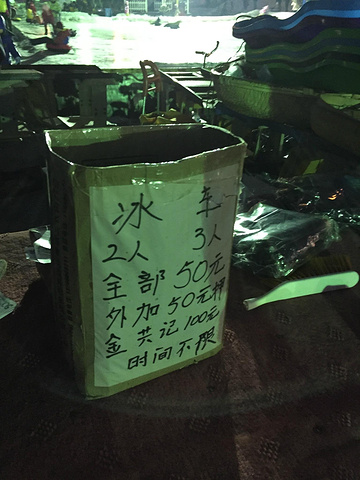 冰 车
2人 3人
全部 50元
外加 50元押
金共记 100元
时间不限